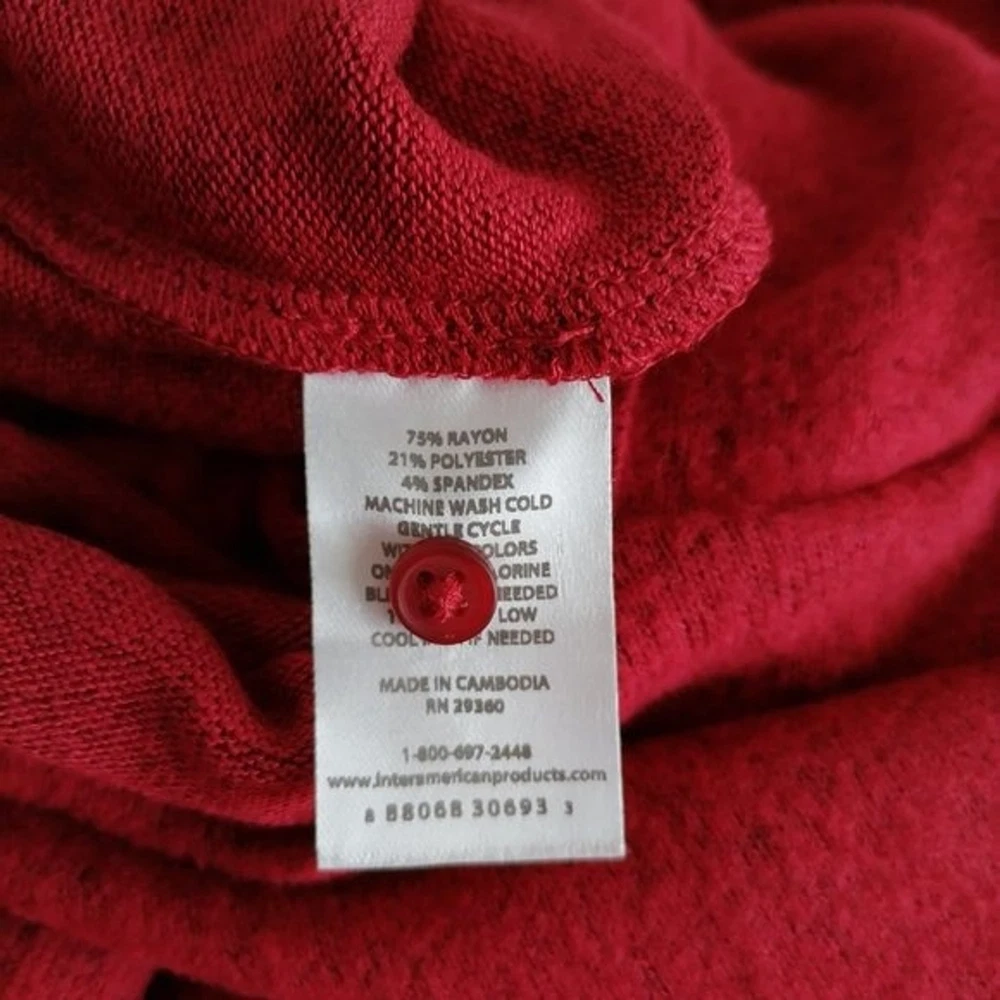 75% RAYON
21% POLYESTER
4% SPANDEX
MACHINE WASH COLD
GENTLE CYCLE
COLORS
NEEDED
LOW
COOL IF NEEDED
MADE IN CAMBODIA
RN 29360
1-800-697-2448
www.interamericanproducts.com
8 88068 30693 3